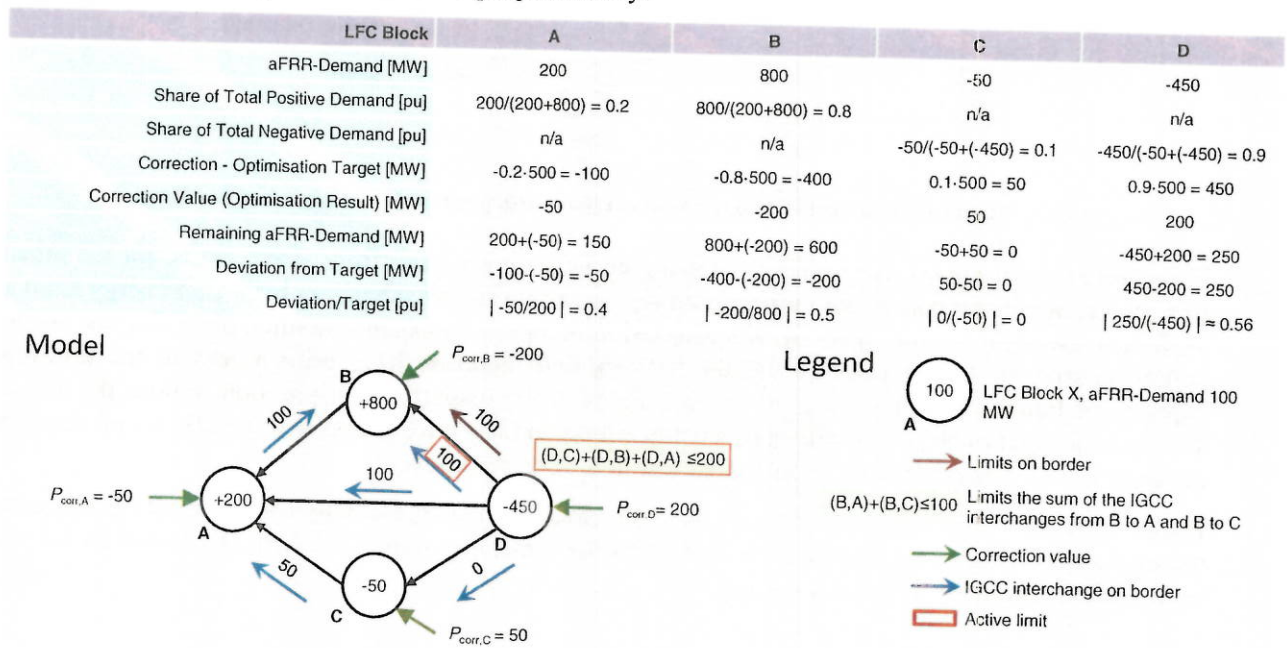 LFC Block A B C D
aFRR-Demand [MW] 200 800 -50 -450
Share of Total Positive Demand [pu] 200/(200+800) = 0.2 800/(200+800) = 0.8 n/a n/a
Share of Total Negative Demand [pu] n/a n/a -50/(-50+(-450) = 0.1 -450/(-50+(-450) = 0.9
Correction - Optimisation Target [MW] -0.2·500 = -100 -0.8·500 = -400 0.1·500 = 50 0.9·500 = 450
Correction Value (Optimisation Result) [MW] -50 -200 50 200
Remaining aFRR-Demand [MW] 200+(-50) = 150 800+(-200) = 600 -50+50 = 0 -450+200 = 250
Deviation from Target [MW] -100-(-50) = -50 -400-(-200) = -200 50-50 = 0 450-200 = 250
Deviation/Target [pu] | -50/200 | = 0.4 | -200/800 | = 0.5 | 0/(-50) | = 0 | 250/(-450) | ≈ 0.56
Model
P corr,B = -200
B
+800
100
100
100
(D,C)+(D,B)+(D,A) ≤200
100
P corr,A = -50
+200
A
-450
D
P corr,D = 200
50
0
-50
C
P corr,C = 50
Legend
100
A
LFC Block X, aFRR-Demand 100
MW
Limits on border
(B,A)+(B,C)≤100 Limits the sum of the IGCC
interchanges from B to A and B to C
Correction value
IGCC interchange on border
Active limit